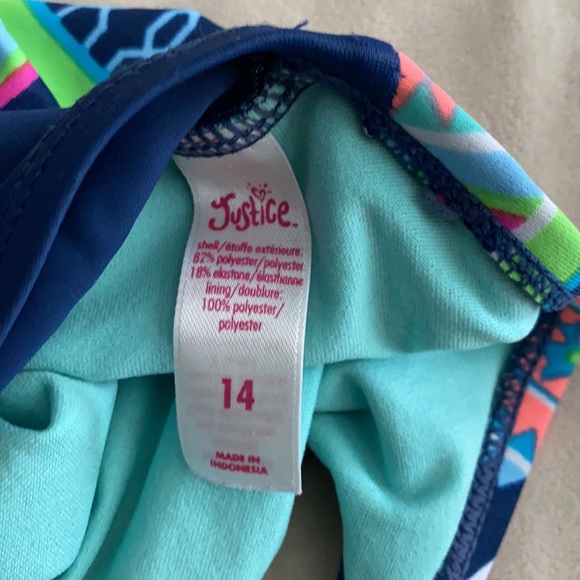 Justice
shell/étoffe extérieure:
82% polyester/polyester
18% elastane/élasthanne
lining/doublure:
100% polyester/
polyester
14
MADE IN
INDONESIA